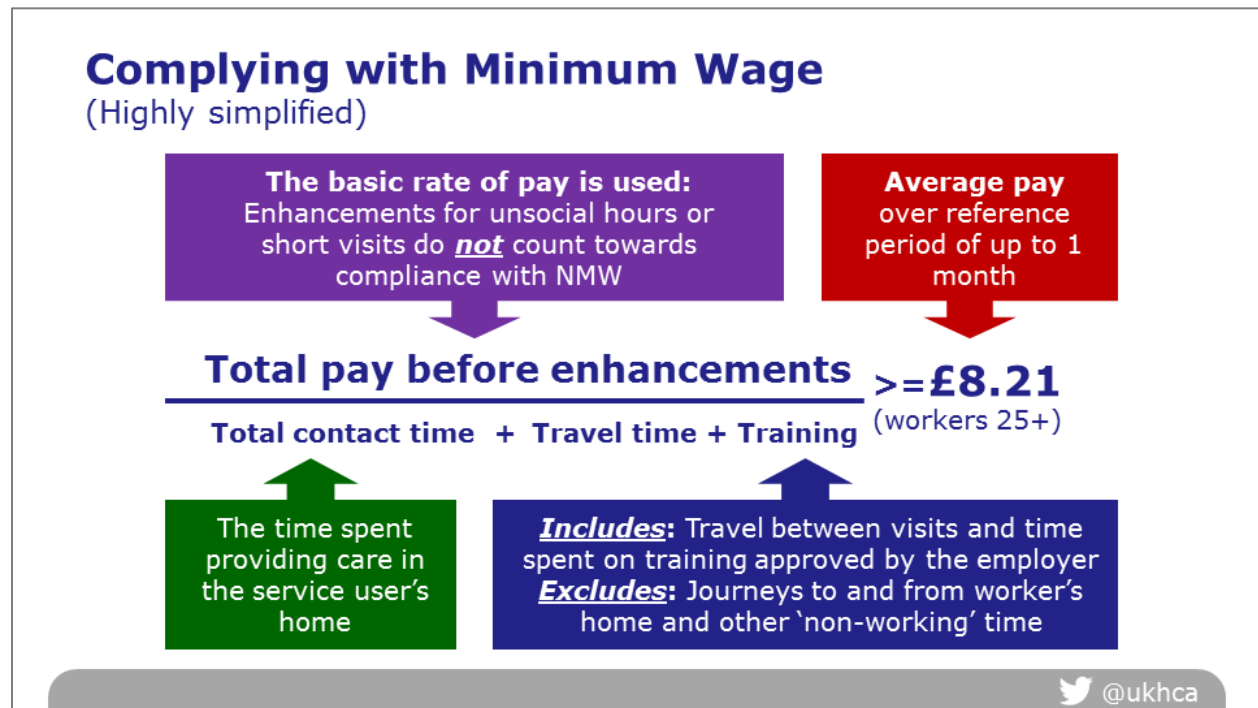 Complying with Minimum Wage
(Highly simplified)
The basic rate of pay is used:
Enhancements for unsocial hours or
short visits do not count towards
compliance with NMW
Average pay
over reference
period of up to 1
month
Total pay before enhancements
>=£8.21
(workers 25+)
Total contact time + Travel time + Training
The time spent
providing care in
the service user’s
home
Includes: Travel between visits and time
spent on training approved by the employer
Excludes: Journeys to and from worker’s
home and other ‘non-working’ time
@ukhca